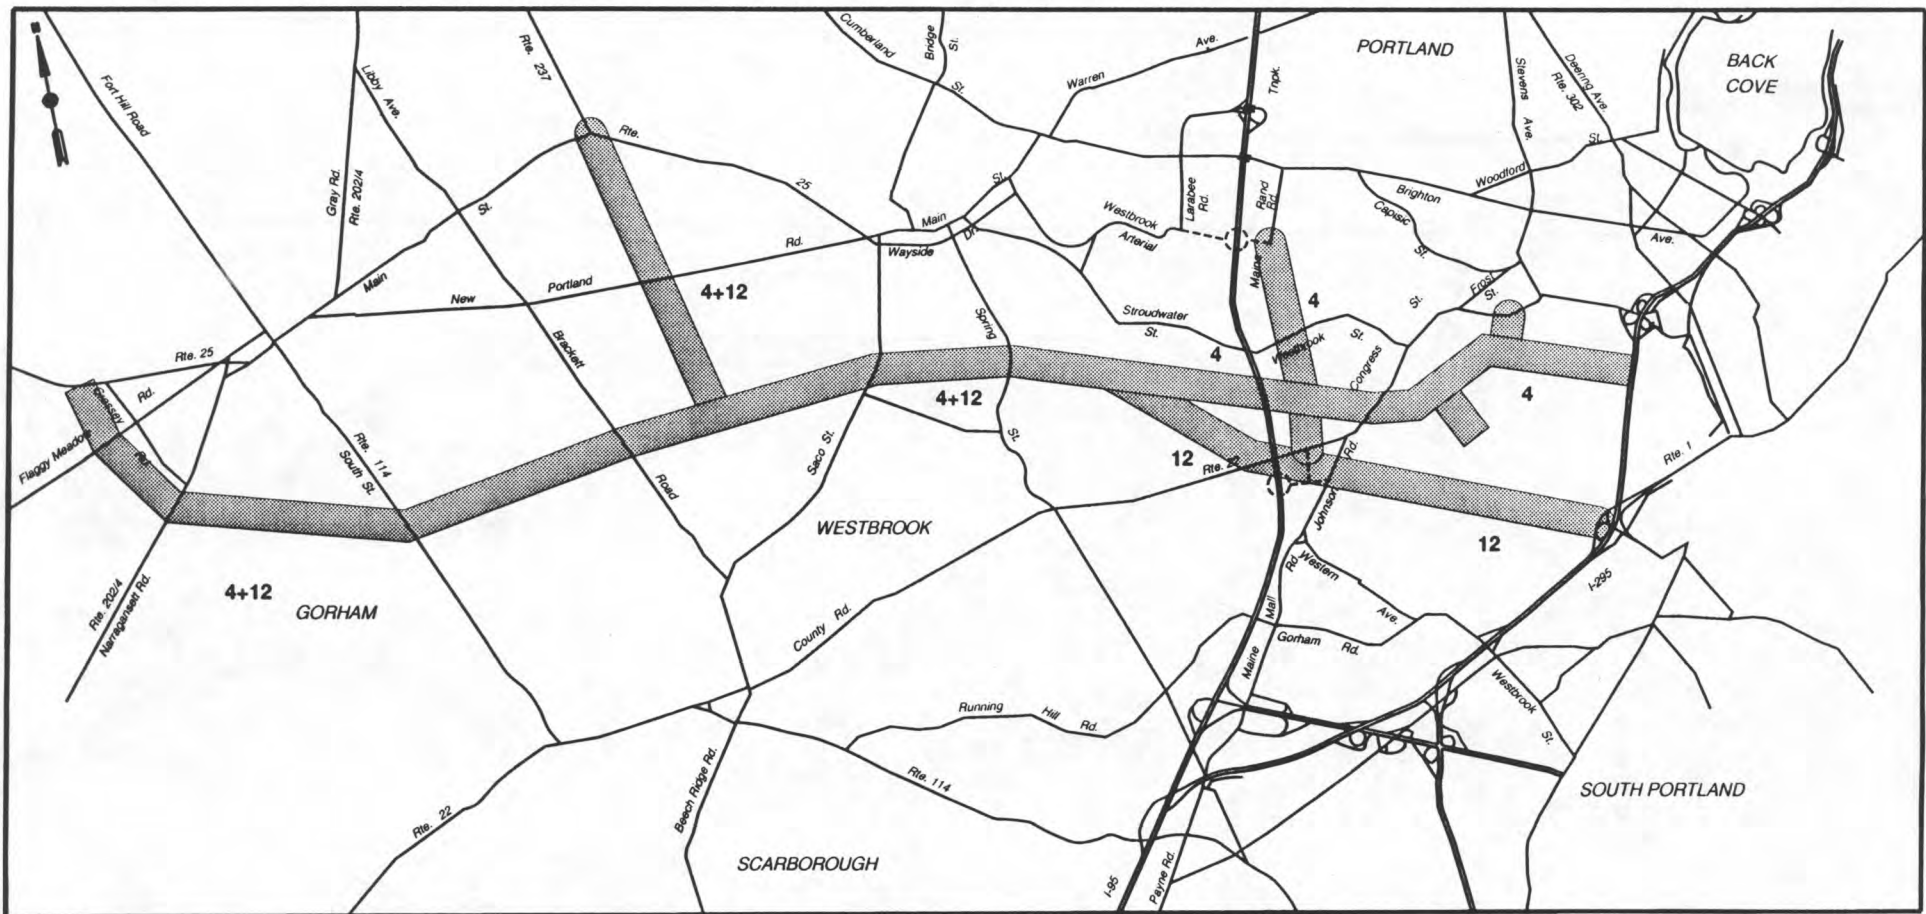 Fort Hill Road
Libby Ave.
Rte. 237
Cumberland
St.
Bridge St.
Warren
Ave.
Tnpk.
PORTLAND
Stevens
Ave.
Deering Ave.
Rte. 302
BACK
COVE
Gray Rd.
Rte. 202/4
Rte.
25
St.
Main
Main
St.
Wayside
Dr.
Westbrook
Arterial
Larabee
Rd.
Rand
Rd.
Maine
Brighton
Ave.
Capisic
St.
Woodford
St.
Frost
St.
New
Portland
Rd.
4+12
Spring
St.
Stroudwater
St.
4
Westbrook
St.
4
Congress
St.
4
Rte. 25
Flaggy Meadow
Rd.
Gessey
Rd.
Rte. 114
South St.
Brackett
Road
Saco St.
4+12
12
Rte. 22
Johnson
Rd.
12
Rte. 1
I-295
WESTBROOK
4+12
GORHAM
Rte. 202/4
Narragansett Rd.
County
Rd.
Western
Ave.
Maine
Mall
Rd.
Gorham
Rd.
Westbrook
St.
Running
Hill
Rd.
Rte. 114
Rte. 22
Beech Ridge Rd.
SCARBOROUGH
I-95
Payne Rd.
SOUTH PORTLAND